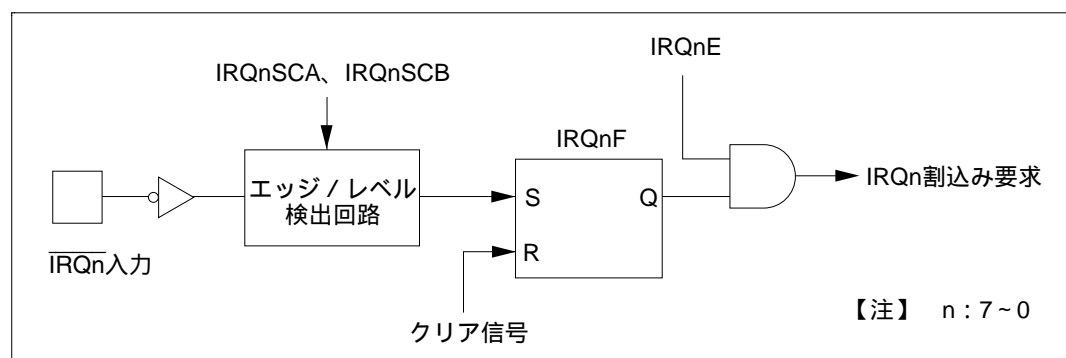 IRQnE
IRQnSCA、IRQnSCB
IRQnF
エッジ / レベル
検出回路
S
Q
IRQn割込み要求
R
IRQn入力
クリア信号
【注】 n : 7 ~ 0